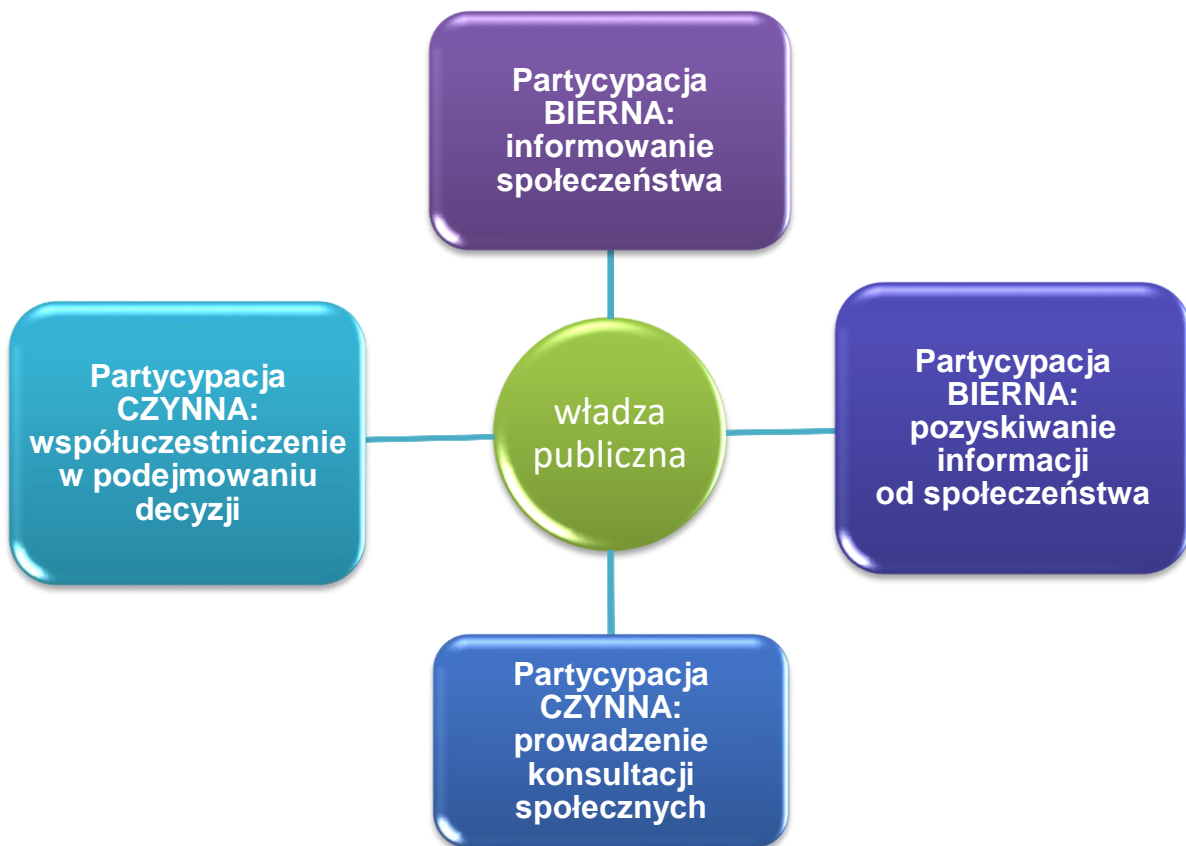 Partycypacja
BIERNA:
informowanie
społeczeństwa
Partycypacja
CZYNNA:
współuczestniczenie
w podejmowaniu
decyzji
władza
publiczna
Partycypacja
BIERNA:
pozyskiwanie
informacji
od społeczeństwa
Partycypacja
CZYNNA:
prowadzenie
konsultacji
społecznych